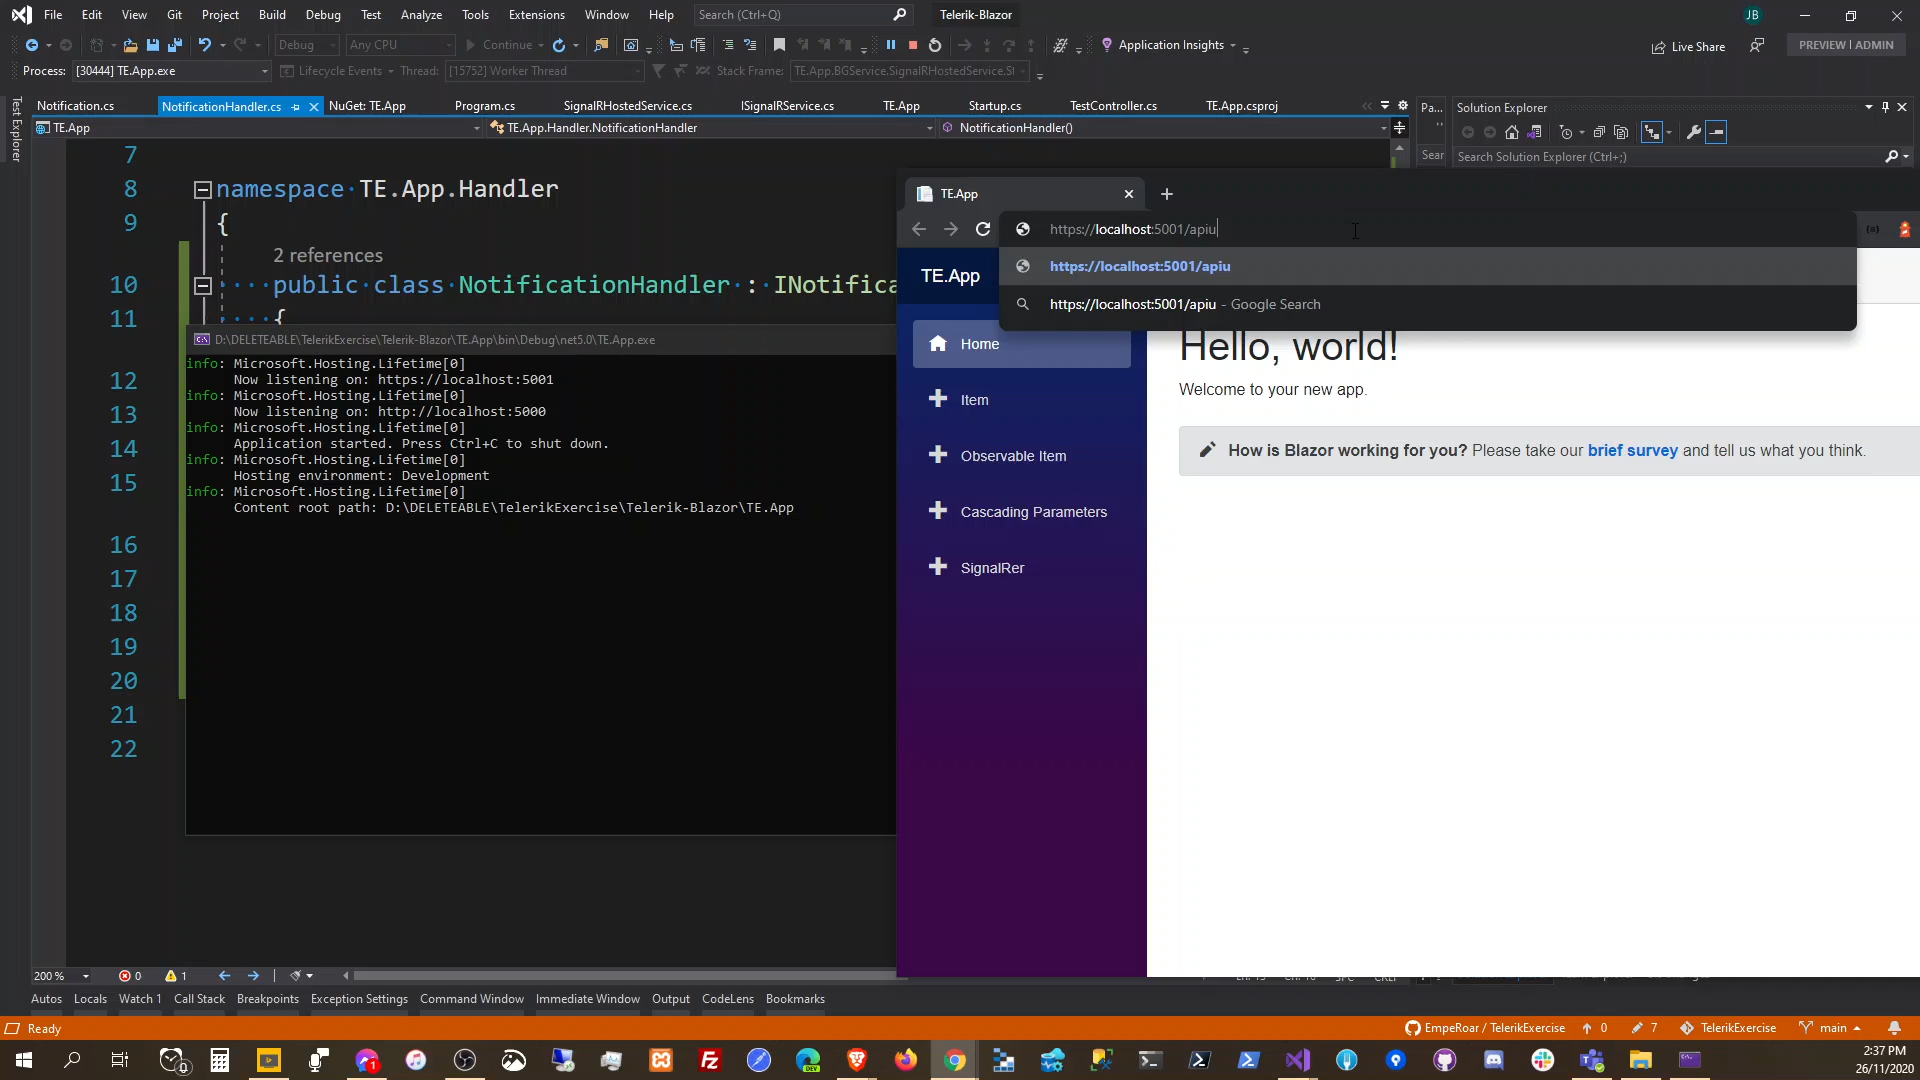 File Edit View Git Project Build Debug Test Analyze Tools Extensions Window Help Search (Ctrl+Q) Telerik-Blazor JB
Debug Any CPU Continue Application Insights Live Share PREVIEW | ADMIN
Process: [30444] TE.App.exe Lifecycle Events Thread: [15752] Worker Thread Stack Frame: TE.App.BGService.SignalRHostedService.St
Notification.cs NotificationHandler.cs NuGet: TE.App Program.cs SignalRHostedService.cs ISignalRService.cs TE.App Startup.cs TestController.cs TE.App.csproj Pa... Solution Explorer
TE.App TE.App.Handler.NotificationHandler NotificationHandler()
Test Explorer
Sear Search Solution Explorer (Ctrl+;)
7
8 namespace TE.App.Handler
9 {
2 references
10 public class NotificationHandler : INotifica
11 {
12
13
14
15
16
17
18
19
20
21
22
D:\DELETEABLE\TelerikExercise\Telerik-Blazor\TE.App\bin\Debug\net5.0\TE.App.exe
info: Microsoft.Hosting.Lifetime[0]
Now listening on: https://localhost:5001
info: Microsoft.Hosting.Lifetime[0]
Now listening on: http://localhost:5000
info: Microsoft.Hosting.Lifetime[0]
Application started. Press Ctrl+C to shut down.
info: Microsoft.Hosting.Lifetime[0]
Hosting environment: Development
info: Microsoft.Hosting.Lifetime[0]
Content root path: D:\DELETEABLE\TelerikExercise\Telerik-Blazor\TE.App
TE.App
https://localhost:5001/apiu
https://localhost:5001/apiu
https://localhost:5001/apiu - Google Search
TE.App
Home
Item
Observable Item
Cascading Parameters
SignalRer
Hello, world!
Welcome to your new app.
How is Blazor working for you? Please take our brief survey and tell us what you think.
200 % 0 1
Autos Locals Watch 1 Call Stack Breakpoints Exception Settings Command Window Immediate Window Output CodeLens Bookmarks
Ready EmpeRoar / TelerikExercise 0 7 TelerikExercise main
DEV
1
2:37 PM
26/11/2020